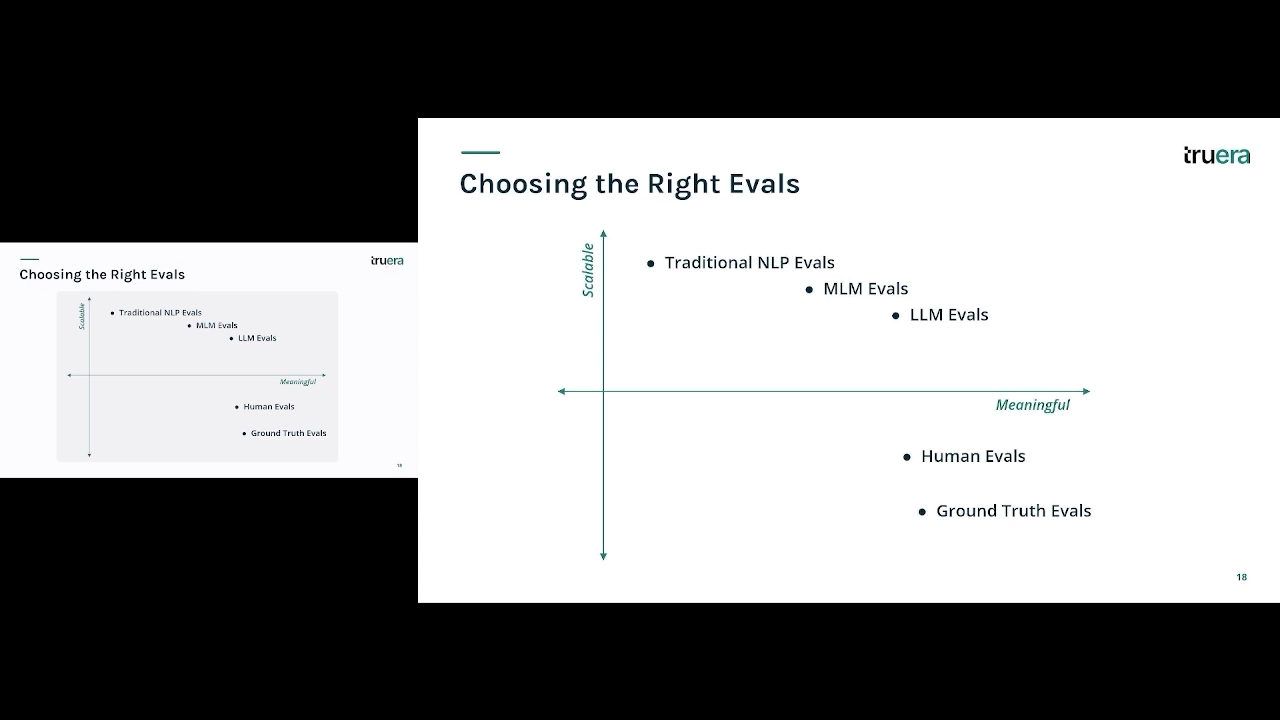 truera
Choosing the Right Evals
Scalable
Traditional NLP Evals
MLM Evals
LLM Evals
Meaningful
Human Evals
Ground Truth Evals
18
truera
Choosing the Right Evals
Scalable
Traditional NLP Evals
MLM Evals
LLM Evals
Meaningful
Human Evals
Ground Truth Evals
18